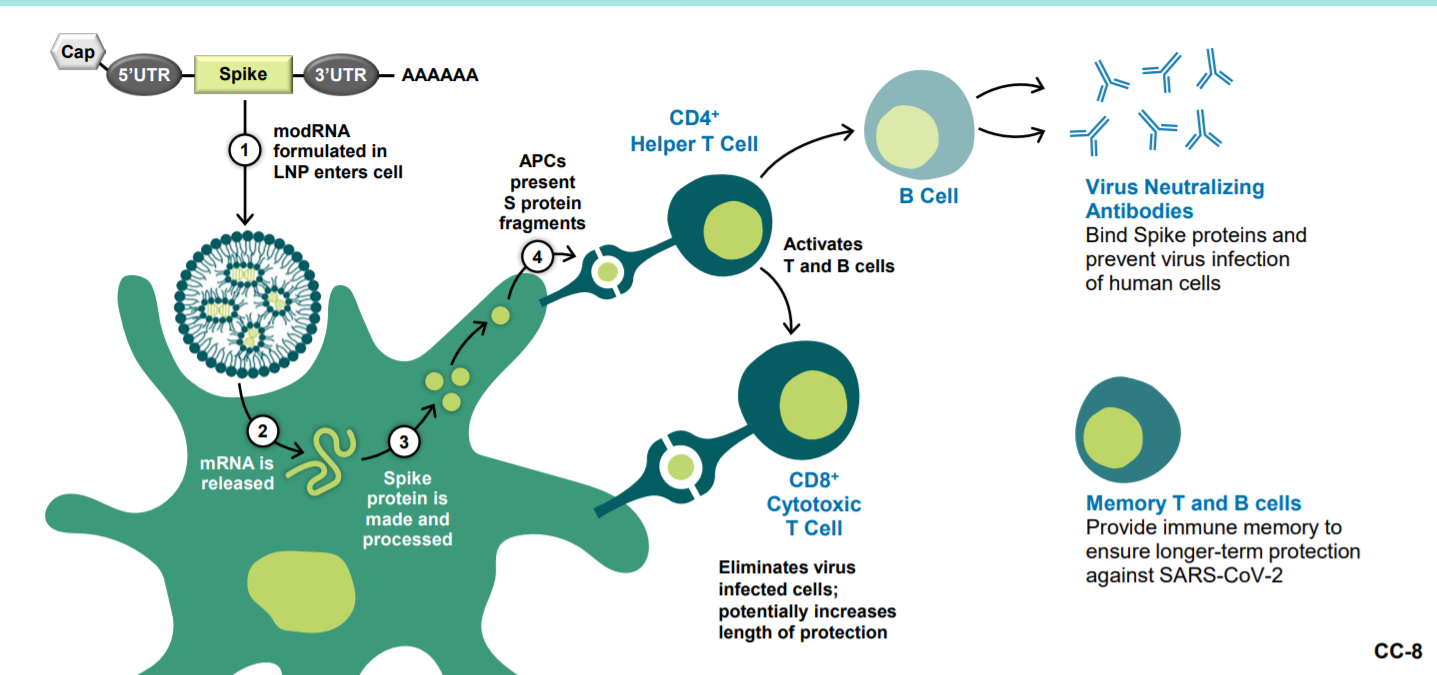 Cap
5'UTR
Spike
3'UTR
AAAAAA
1
modRNA
formulated in
LNP enters cell
2
mRNA is
released
3
Spike
protein is
made and
processed
APCs
present
S protein
fragments
4
CD4+
Helper T Cell
Activates
T and B cells
B Cell
CD8+
Cytotoxic
T Cell
Eliminates virus
infected cells;
potentially increases
length of protection
Virus Neutralizing
Antibodies
Bind Spike proteins and
prevent virus infection
of human cells
Memory T and B cells
Provide immune memory to
ensure longer-term protection
against SARS-CoV-2
CC-8